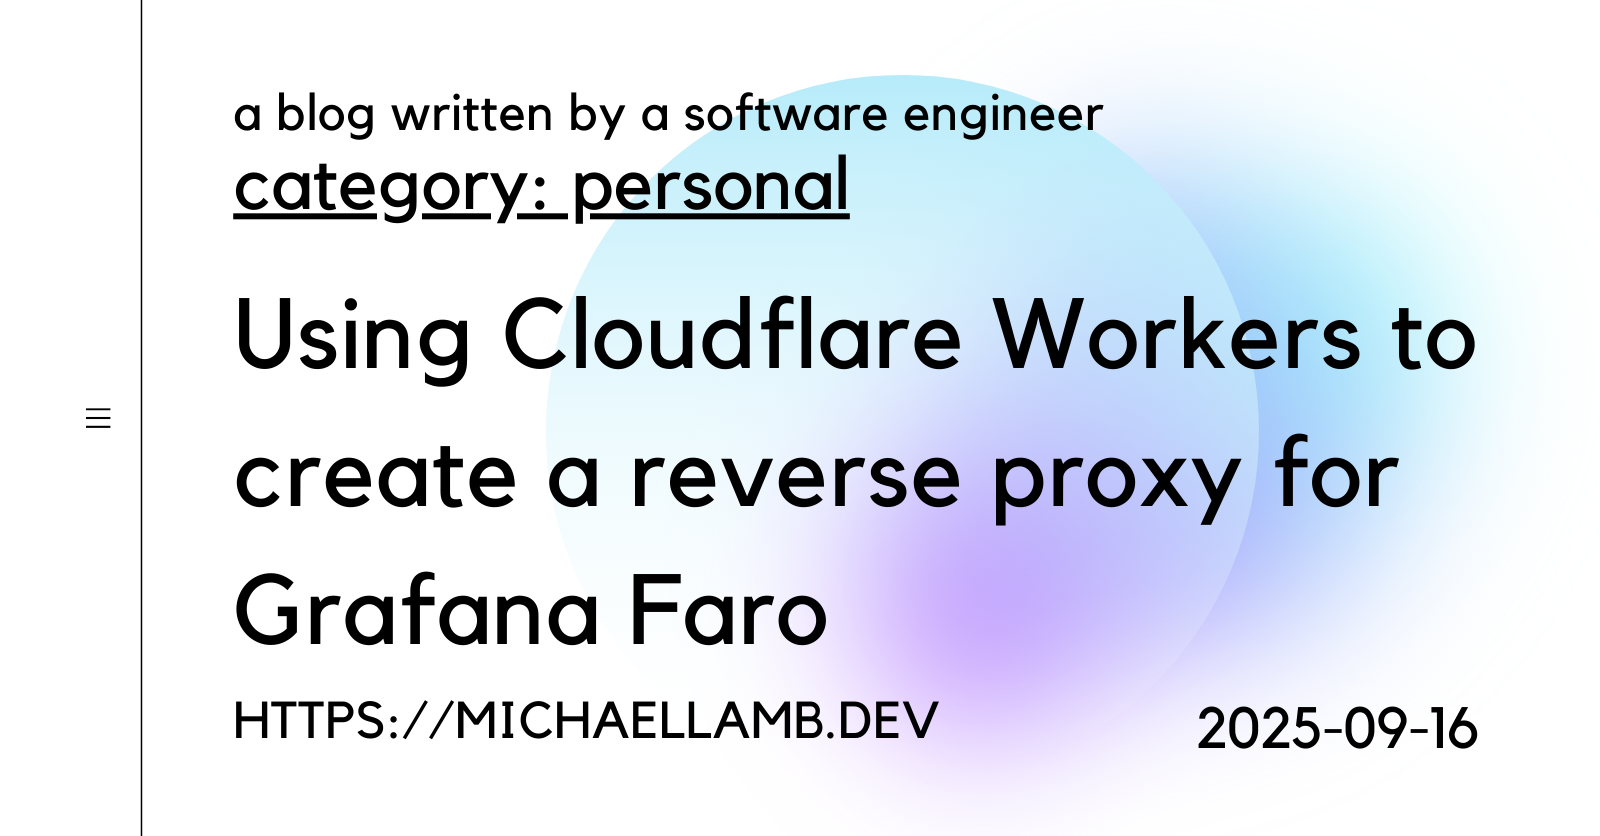 a blog written by a software engineer
category: personal
Using Cloudflare Workers to
create a reverse proxy for
Grafana Faro
HTTPS://MICHAELLAMB.DEV
2025-09-16